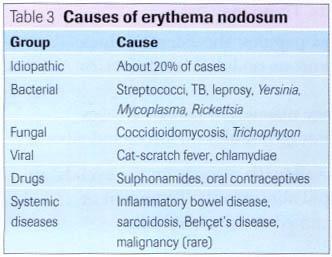 Table 3 Causes of erythema nodosum
Group Cause
Idiopathic About 20% of cases
Bacterial Streptococci, TB, leprosy, Yersinia,
Mycoplasma, Rickettsia
Fungal Coccidioidomycosis, Trichophyton
Viral Cat-scratch fever, chlamydiae
Drugs Sulphonamides, oral contraceptives
Systemic Inflammatory bowel disease,
diseases sarcoidosis, Behçet's disease,
malignancy (rare)